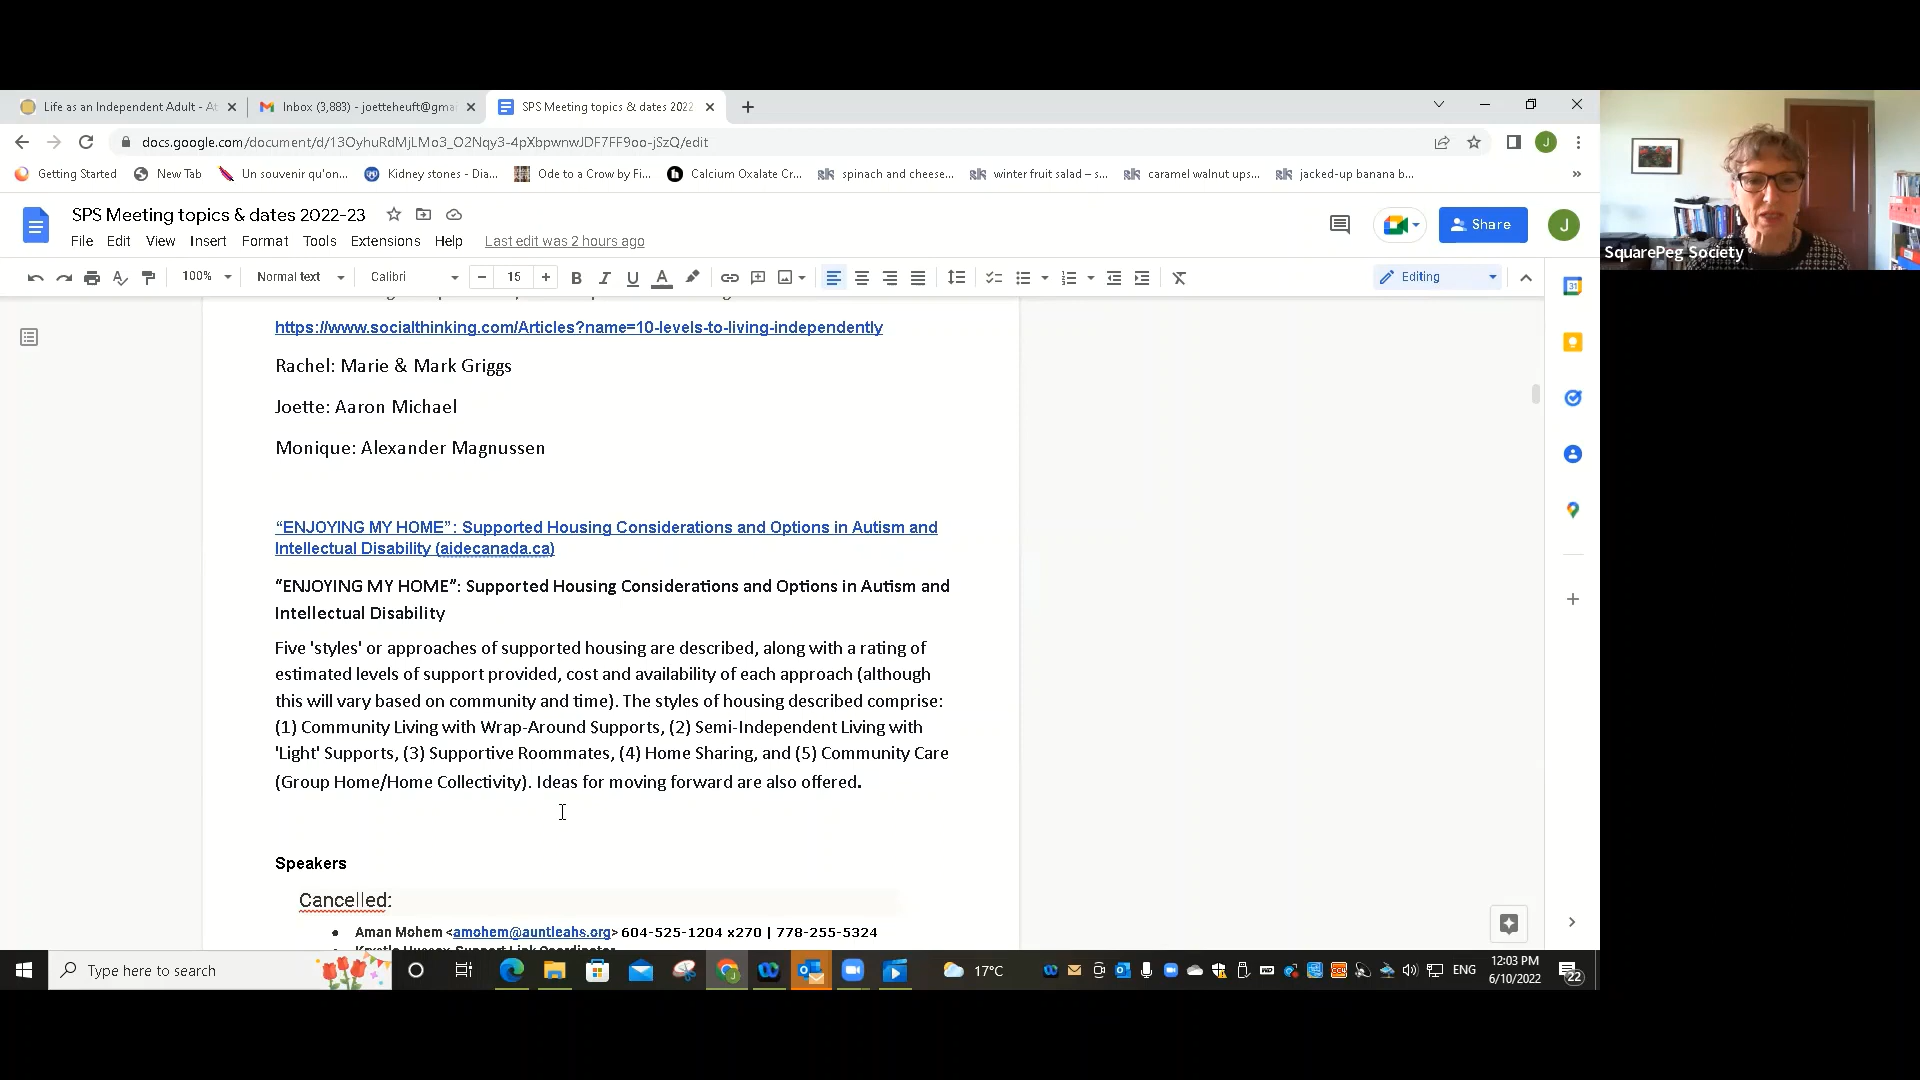 Life as an Independent Adult - At
Inbox (3,883) - joetteheuft@gmai
SPS Meeting topics & dates 2022
docs.google.com/document/d/13OyhuRdMjLMo3_O2Nqy3-4pXbpwnwJDF7FF9oo-jSzQ/edit
J
Getting Started
New Tab
Un souvenir qu'on...
Kidney stones - Dia...
Ode to a Crow by Fi...
Calcium Oxalate Cr...
spinach and cheese...
winter fruit salad – s...
caramel walnut ups...
jacked-up banana b...
SPS Meeting topics & dates 2022-23
File Edit View Insert Format Tools Extensions Help Last edit was 2 hours ago
Share
J
100% Normal text Calibri 15 Editing
31
https://www.socialthinking.com/Articles?name=10-levels-to-living-independently
Rachel: Marie & Mark Griggs
Joette: Aaron Michael
Monique: Alexander Magnussen
“ENJOYING MY HOME”: Supported Housing Considerations and Options in Autism and
Intellectual Disability (aidecanada.ca)
“ENJOYING MY HOME”: Supported Housing Considerations and Options in Autism and
Intellectual Disability
Five 'styles' or approaches of supported housing are described, along with a rating of
estimated levels of support provided, cost and availability of each approach (although
this will vary based on community and time). The styles of housing described comprise:
(1) Community Living with Wrap-Around Supports, (2) Semi-Independent Living with
'Light' Supports, (3) Supportive Roommates, (4) Home Sharing, and (5) Community Care
(Group Home/Home Collectivity). Ideas for moving forward are also offered.
Speakers
Cancelled:
Aman Mohem <amohem@auntleahs.org> 604-525-1204 x270 | 778-255-5324
SquarePeg Society
Type here to search
17°C
ENG
12:03 PM
6/10/2022
22